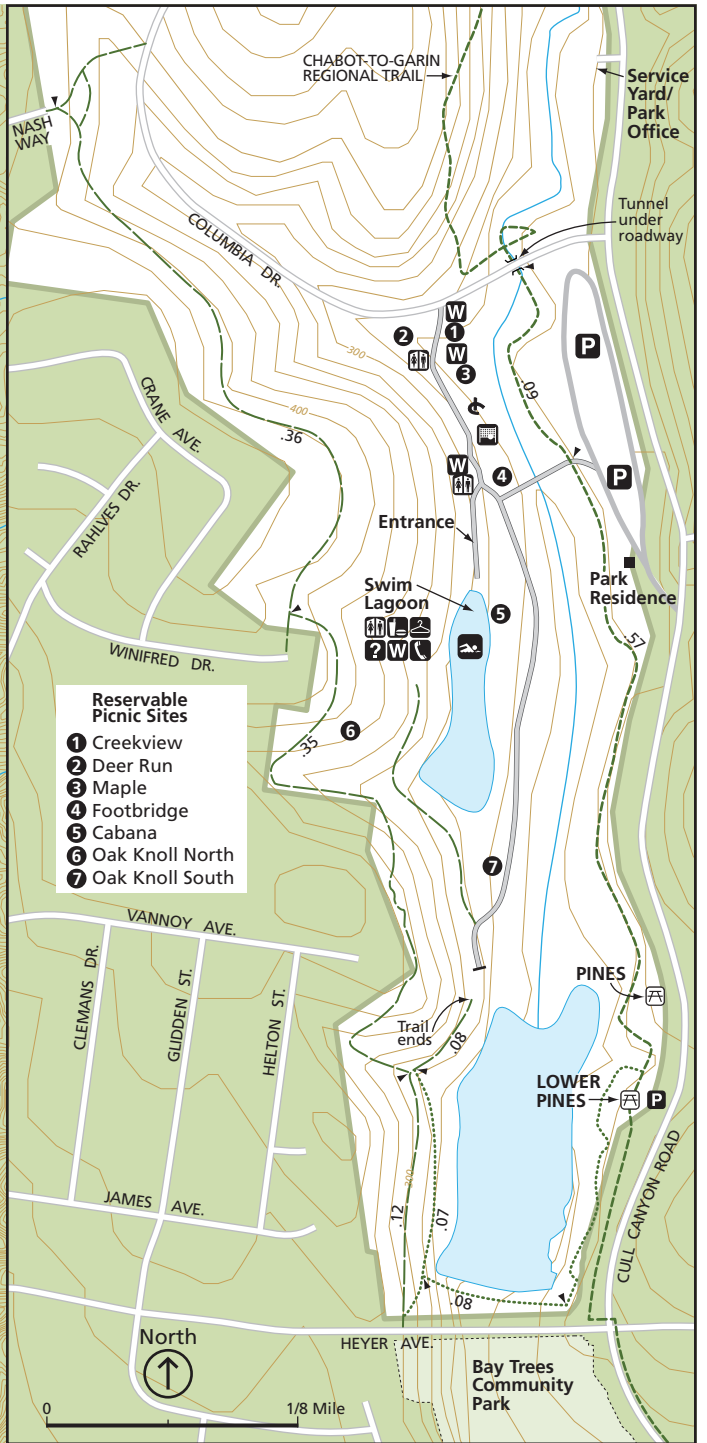 CHABOT-TO-GARIN
REGIONAL TRAIL
Service
Yard/
Park
Office
NASH
WAY
Tunnel
under
roadway
COLUMBIA DR.
W
1
2
W
3
P
300
400
.09
CRANE AVE.
.36
RAHLVES DR.
W
4
P
Entrance
Park
Residence
Swim
Lagoon
5
? W
.57
WINIFRED DR.
Reservable
Picnic Sites
1 Creekview
2 Deer Run
3 Maple
4 Footbridge
5 Cabana
6 Oak Knoll North
7 Oak Knoll South
6
.35
7
VANNOY AVE.
CLEMANS DR.
GLIDDEN ST.
HELTON ST.
PINES
Trail
ends
.08
LOWER
PINES
P
CULL CANYON ROAD
200
JAMES AVE.
.12
.07
.08
North
HEYER AVE.
Bay Trees
Community
Park
0 1/8 Mile